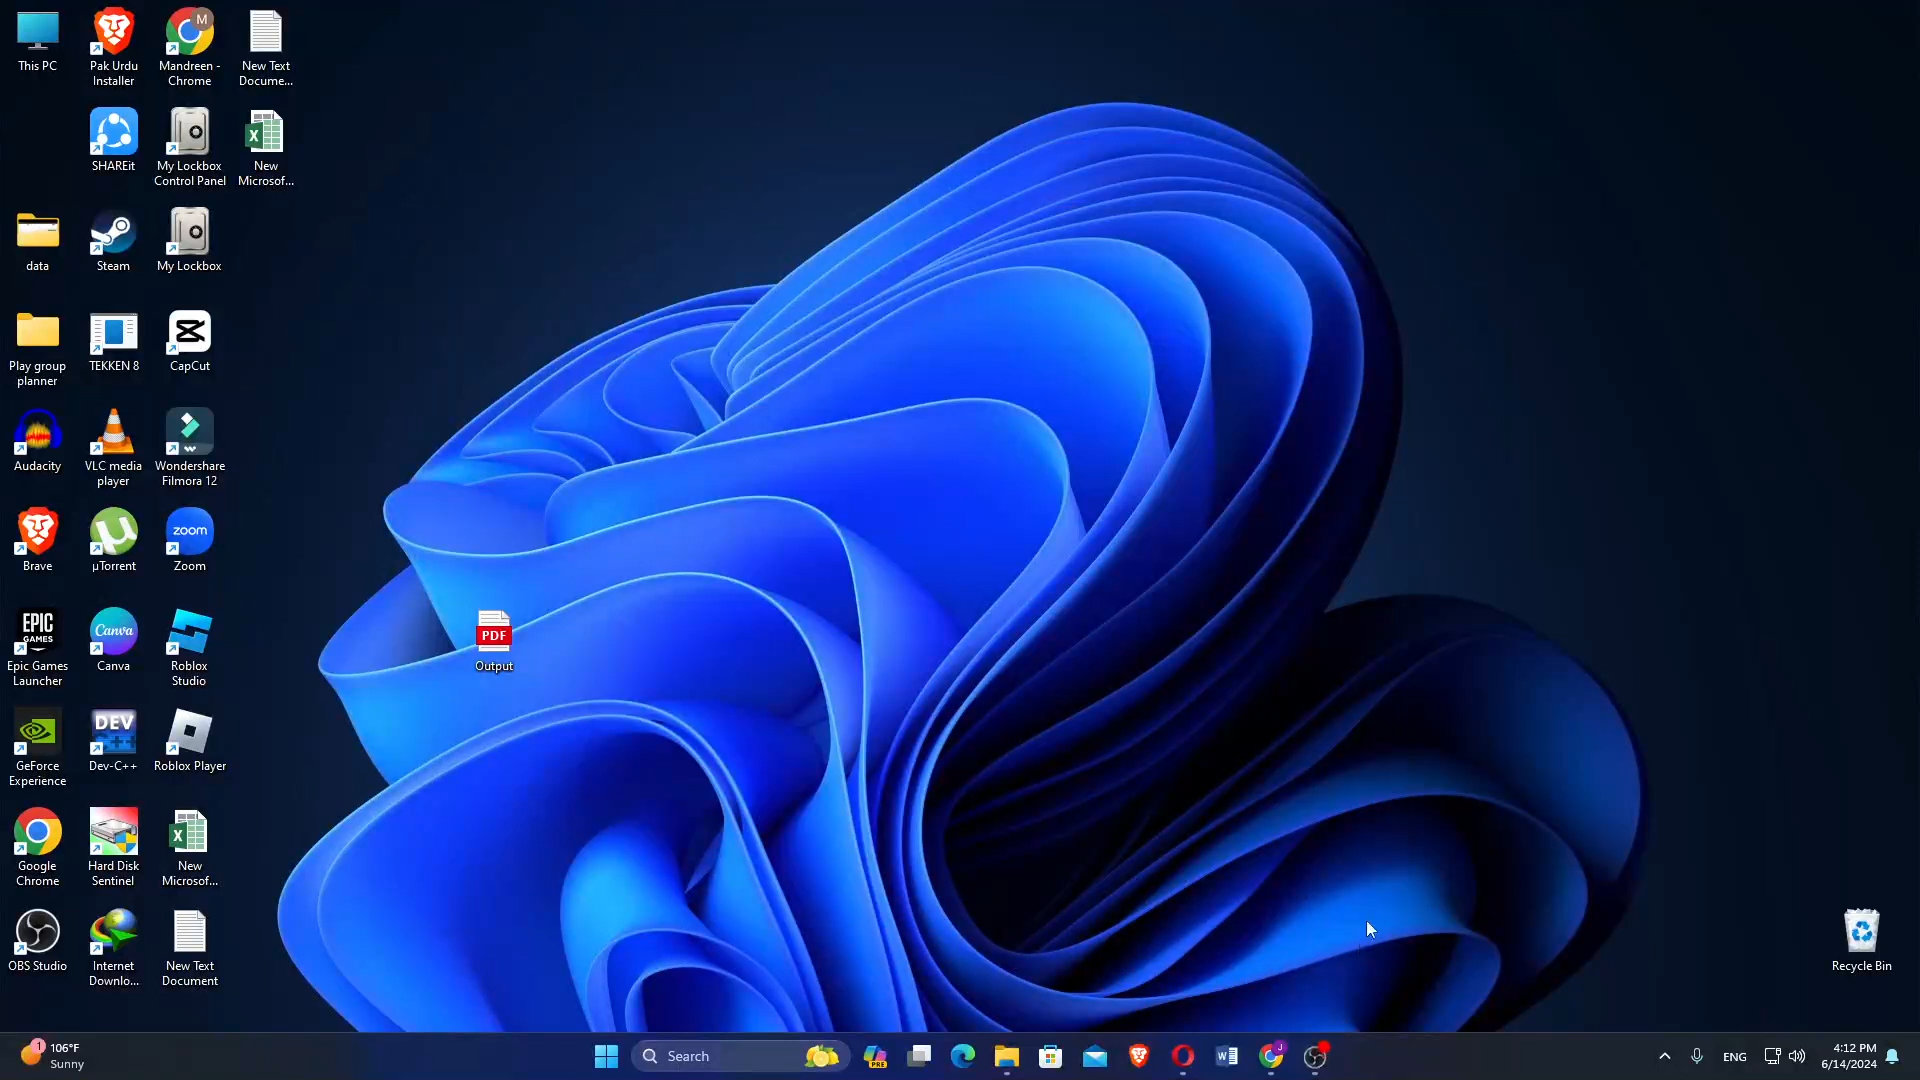 This PC
Pak Urdu
Installer
M
Mandreen -
Chrome
New Text
Docume...
SHAREit
My Lockbox
Control Panel
X
New
Microsof...
data
Steam
My Lockbox
Play group
planner
TEKKEN 8
CapCut
Audacity
VLC media
player
Wondershare
Filmora 12
Brave
µTorrent
zoom
Zoom
PDF
Output
EPIC
GAMES
Epic Games
Launcher
Canva
Canva
Roblox
Studio
GeForce
Experience
DEV
C++
Dev-C++
Roblox Player
Google
Chrome
Hard Disk
Sentinel
X
New
Microsof...
OBS Studio
Internet
Downlo...
New Text
Document
Recycle Bin
1
106°F
Sunny
Search
PRE
W
J
ENG
4:12 PM
6/14/2024